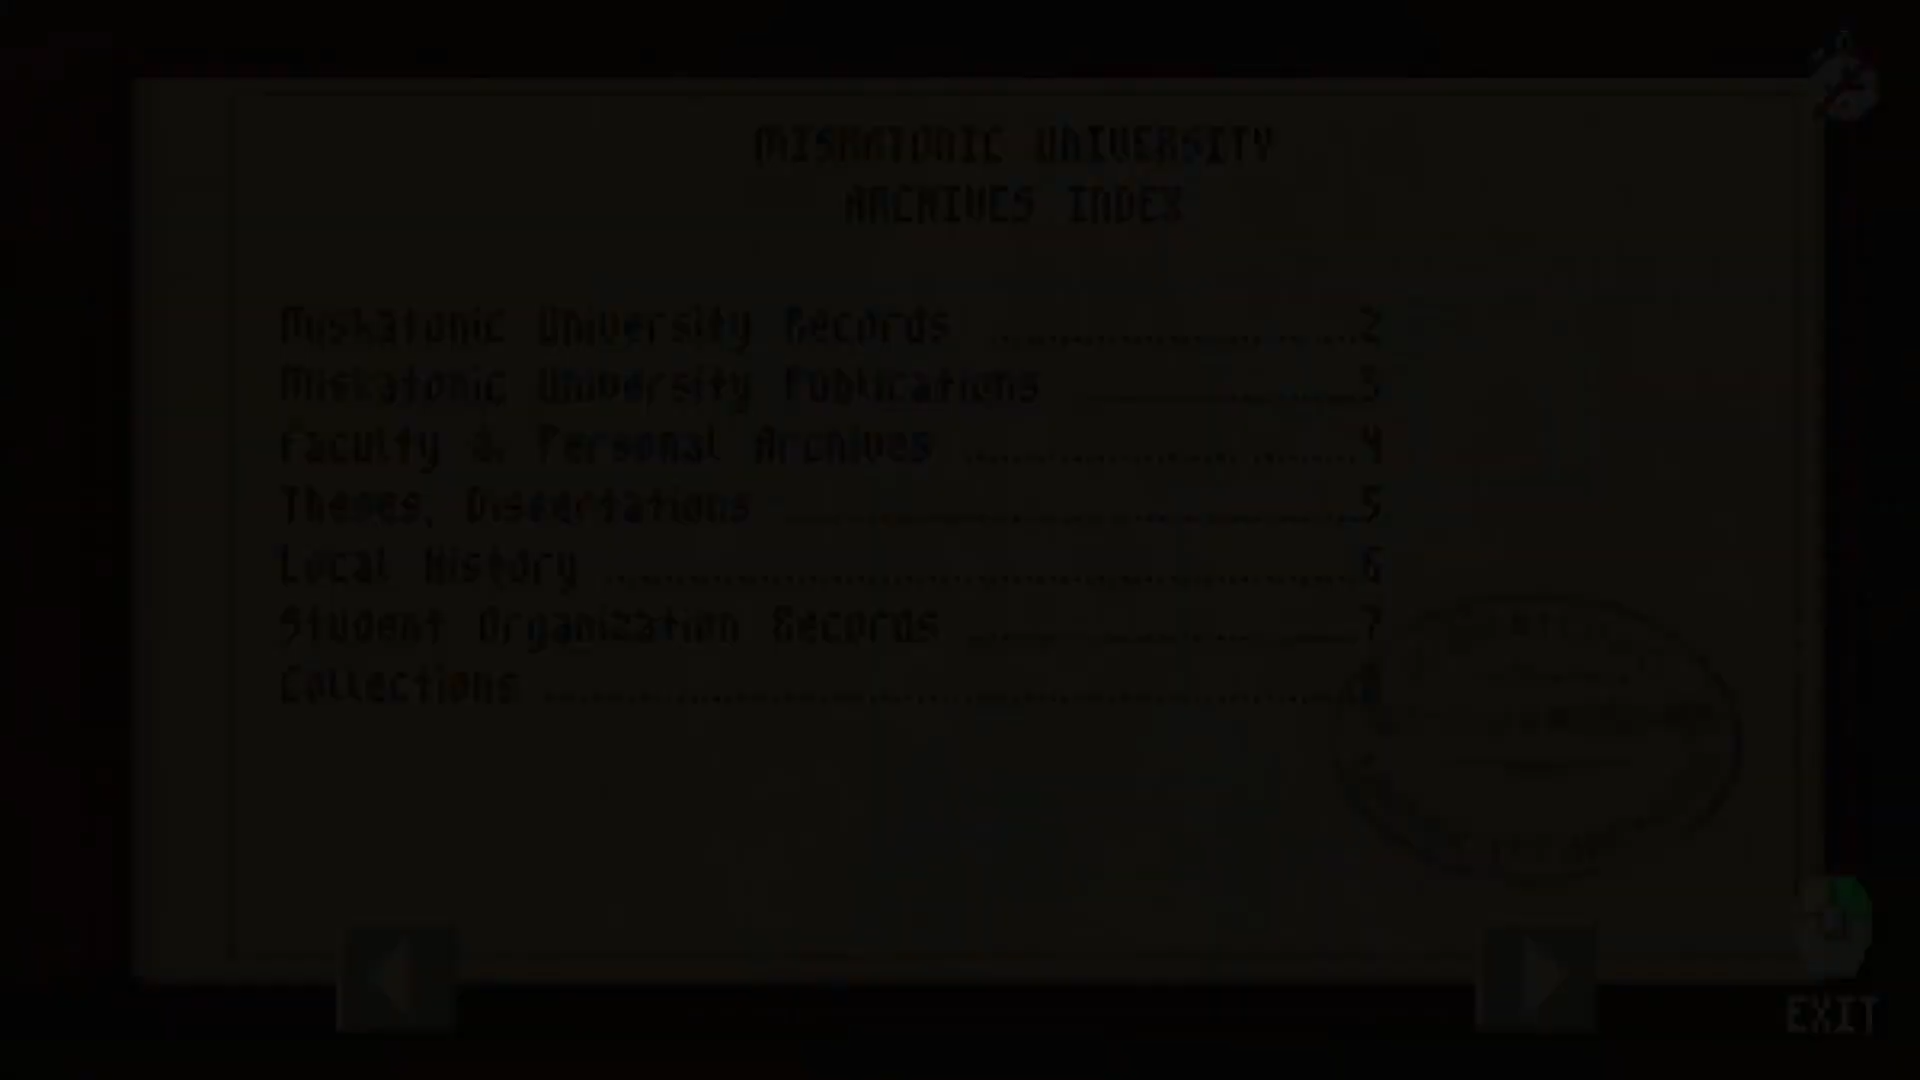 MISKATONIC UNIVERSITY
ARCHIVES INDEX
Miskatonic University Records ........................ 2
Miskatonic University Publications ........................ 3
Faculty & Personal Archives ........................ 4
Theses, Dissertations ........................ 5
Local History ........................ 6
Student Organization Records ........................ 7
Collections ........................ 8
EXIT